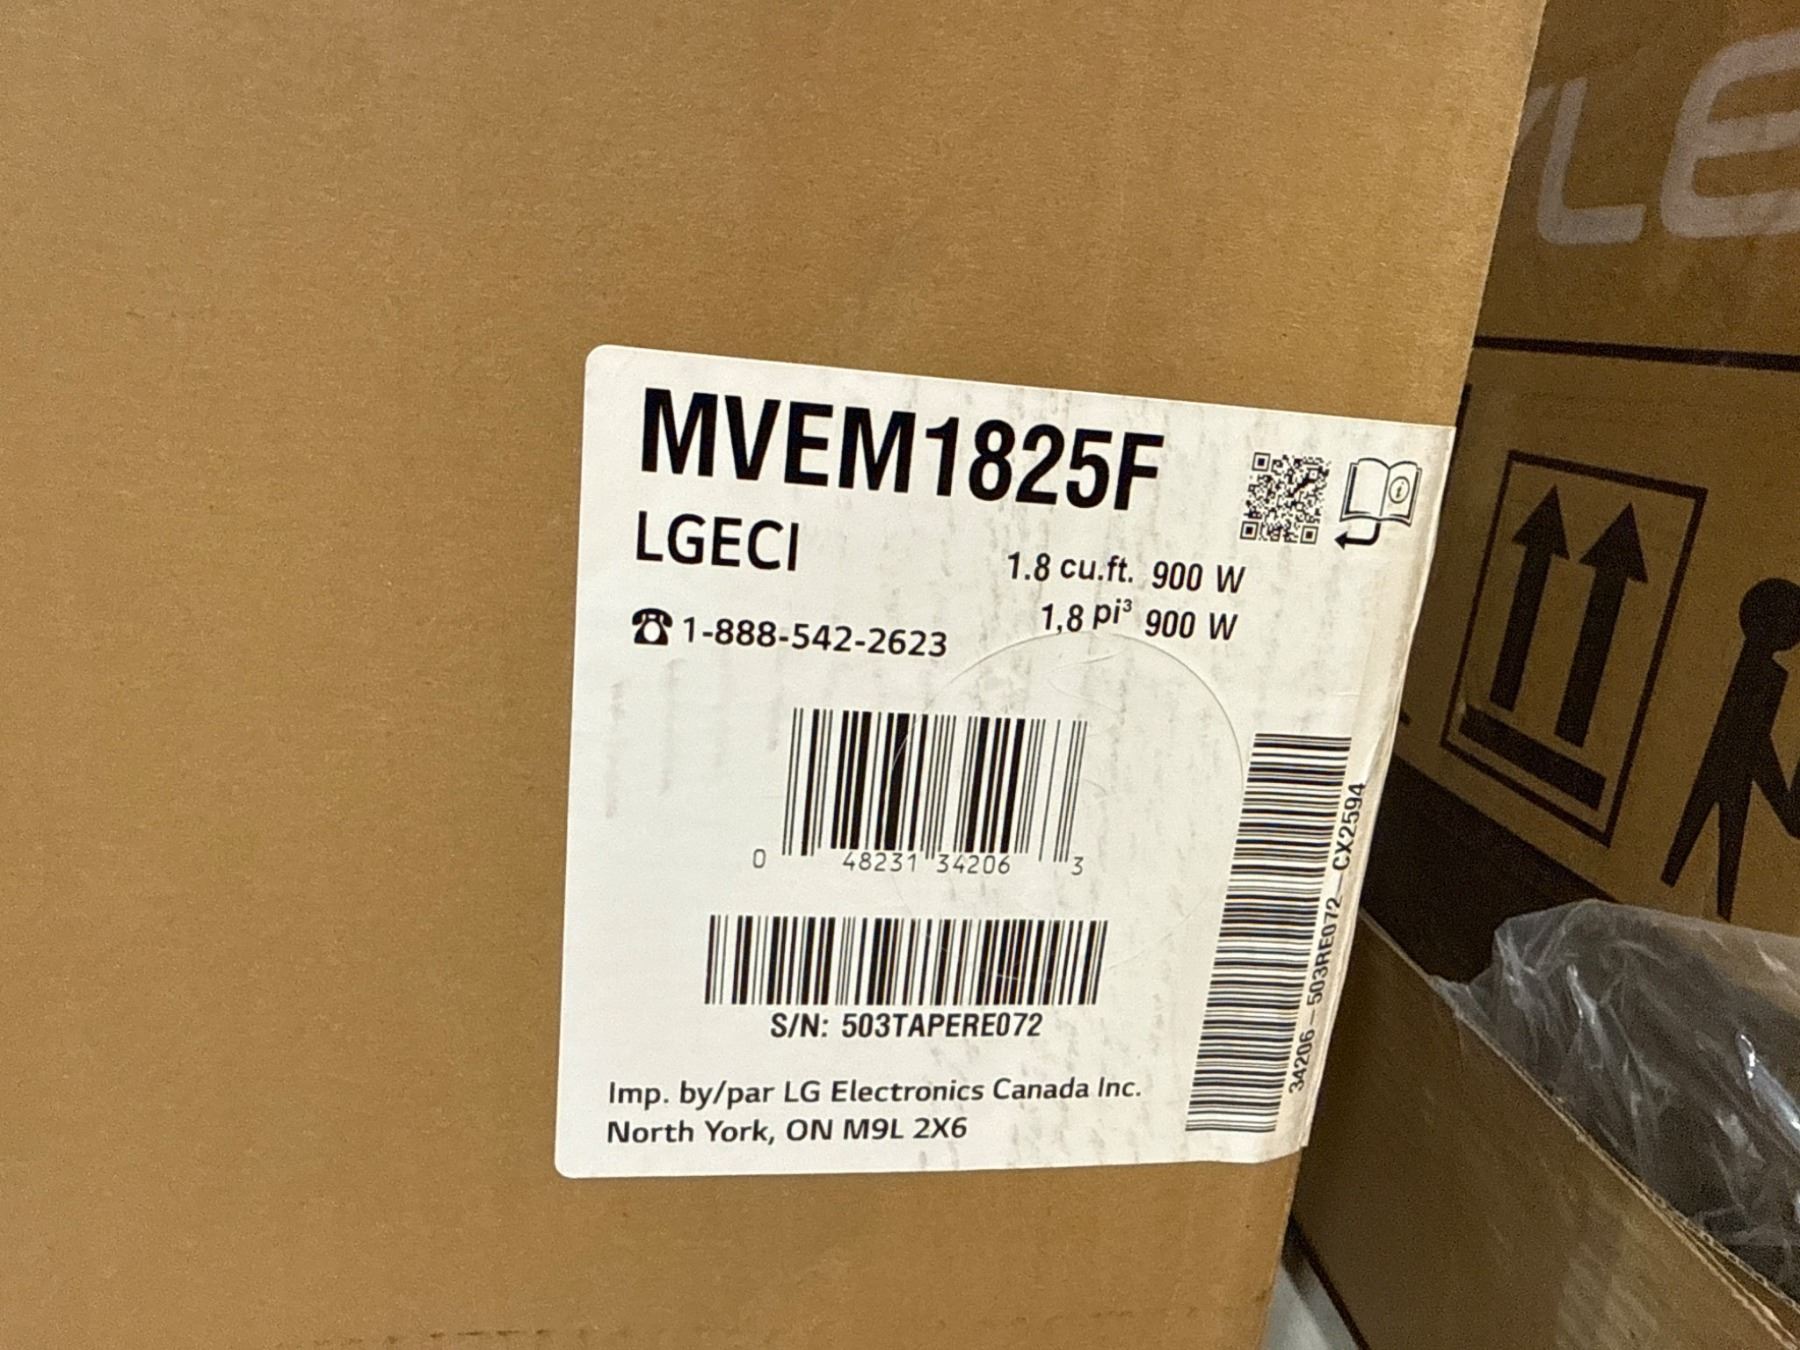 MVEM1825F
LGECI
1.8 cu.ft. 900 W
1,8 pi³ 900 W
☎ 1-888-542-2623
0 48231 34206 3
S/N: 503TAPERE072
34206-503RE072-CX2594
Imp. by/par LG Electronics Canada Inc.
North York, ON M9L 2X6